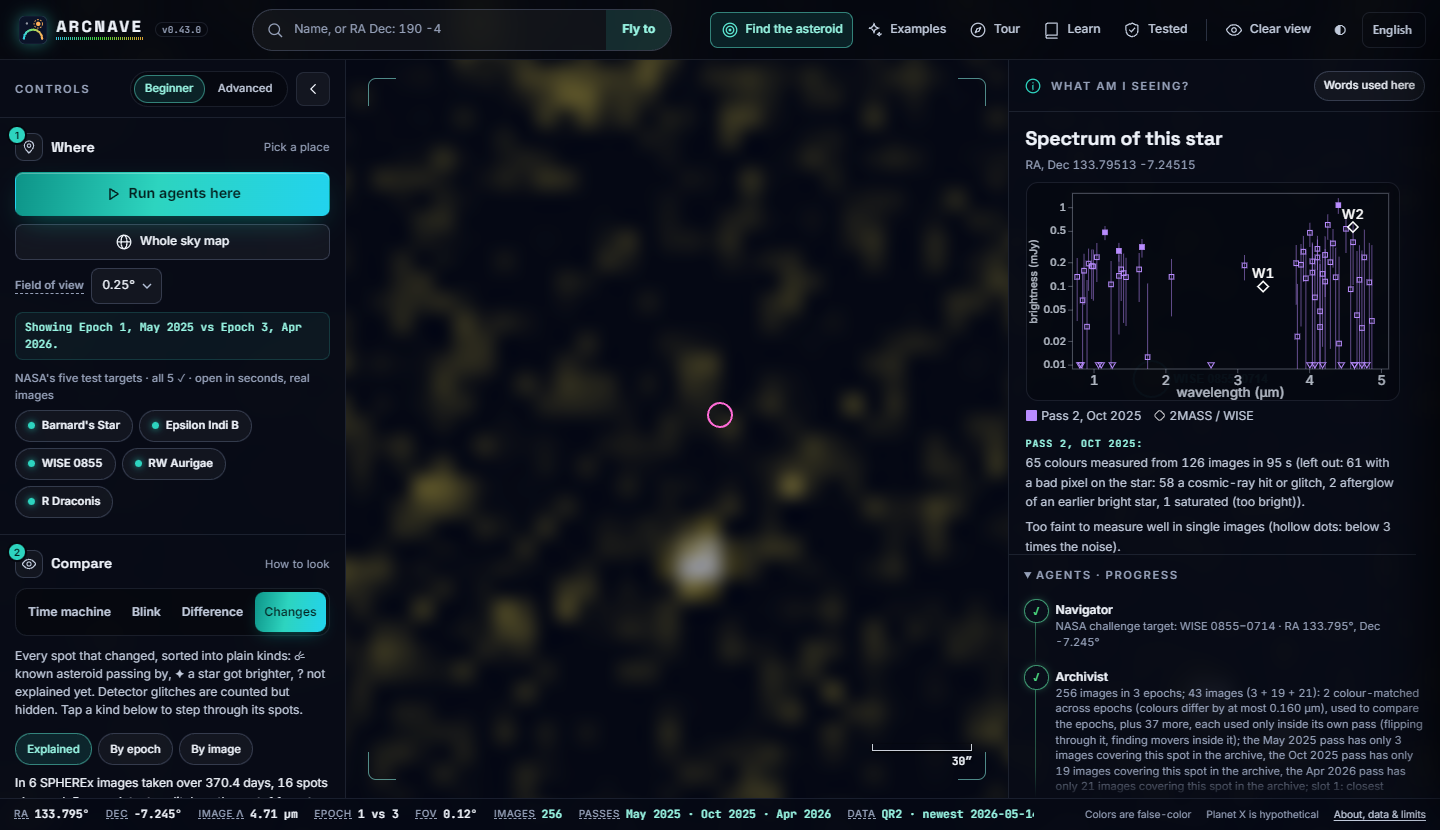 ARCNAVE v0.43.0 Name, or RA Dec: 190 -4 Fly to Find the asteroid Examples Tour Learn Tested Clear view English
CONTROLS Beginner Advanced
1 Where Pick a place
Run agents here
Whole sky map
Field of view 0.25°
Showing Epoch 1, May 2025 vs Epoch 3, Apr
2026.
NASA's five test targets · all 5 ✓ · open in seconds, real
images
Barnard's Star Epsilon Indi B
WISE 0855 RW Aurigae
R Draconis
2 Compare How to look
Time machine Blink Difference Changes
Every spot that changed, sorted into plain kinds: ☄
known asteroid passing by, ✦ a star got brighter, ? not
explained yet. Detector glitches are counted but
hidden. Tap a kind below to step through its spots.
Explained By epoch By image
In 6 SPHEREx images taken over 370.4 days, 16 spots
30″
WHAT AM I SEEING? Words used here
Spectrum of this star
RA, Dec 133.79513 -7.24515
brightness (mJy)
1
0.5
0.2
0.1
0.05
0.02
0.01
W1
W2
1 2 3 4 5
wavelength (μm)
Pass 2, Oct 2025 2MASS / WISE
PASS 2, OCT 2025:
65 colours measured from 126 images in 95 s (left out: 61 with
a bad pixel on the star: 58 a cosmic-ray hit or glitch, 2 afterglow
of an earlier bright star, 1 saturated (too bright)).
Too faint to measure well in single images (hollow dots: below 3
times the noise).
▾ AGENTS · PROGRESS
Navigator
NASA challenge target: WISE 0855−0714 · RA 133.795°, Dec
-7.245°
Archivist
256 images in 3 epochs; 43 images (3 + 19 + 21): 2 colour-matched
across epochs (colours differ by at most 0.160 μm), used to compare
the epochs, plus 37 more, each used only inside its own pass (flipping
through it, finding movers inside it); the May 2025 pass has only 3
images covering this spot in the archive, the Oct 2025 pass has only
19 images covering this spot in the archive, the Apr 2026 pass has
only 21 images covering this spot in the archive; slot 1: closest
RA 133.795° DEC -7.245° IMAGE Λ 4.71 μm EPOCH 1 vs 3 FOV 0.12° IMAGES 256 PASSES May 2025 · Oct 2025 · Apr 2026 DATA QR2 · newest 2026-05-1 Colors are false-color Planet X is hypothetical About, data & limits